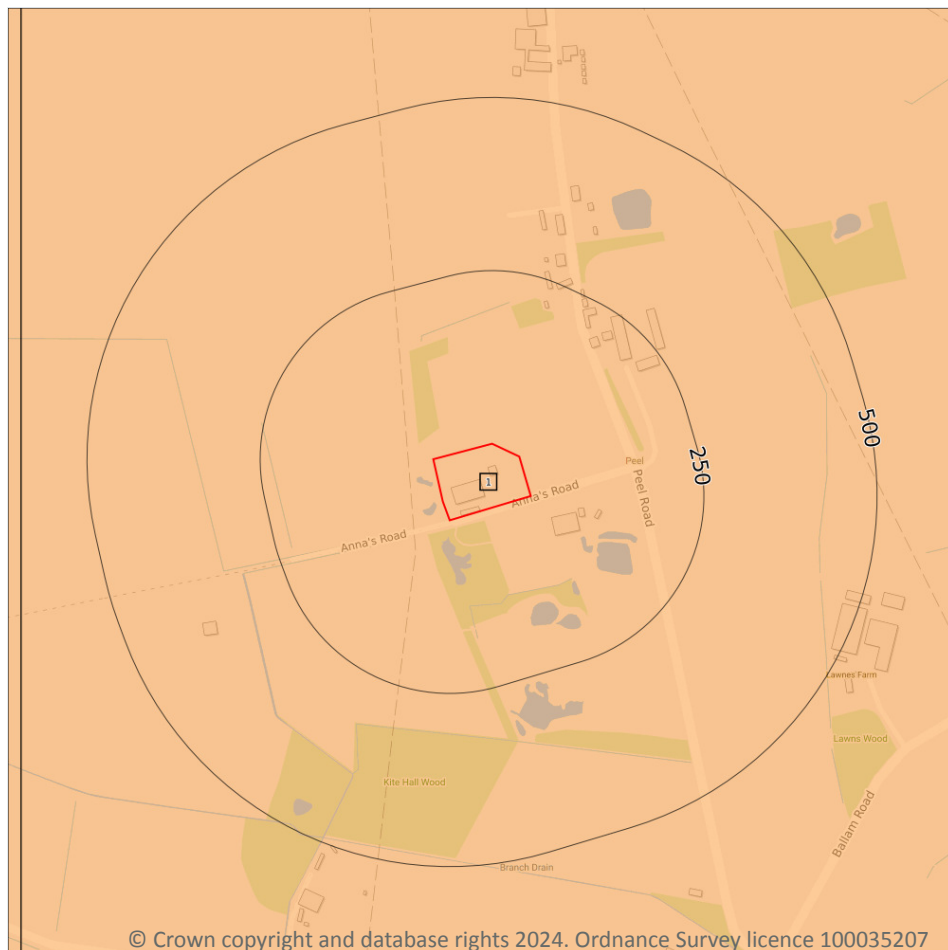 500
250
Peel
1
Anna's Road
Peel Road
Anna's Road
Lawnes Farm
Lawns Wood
Kite Hall Wood
Ballam Road
Branch Drain
© Crown copyright and database rights 2024. Ordnance Survey licence 100035207